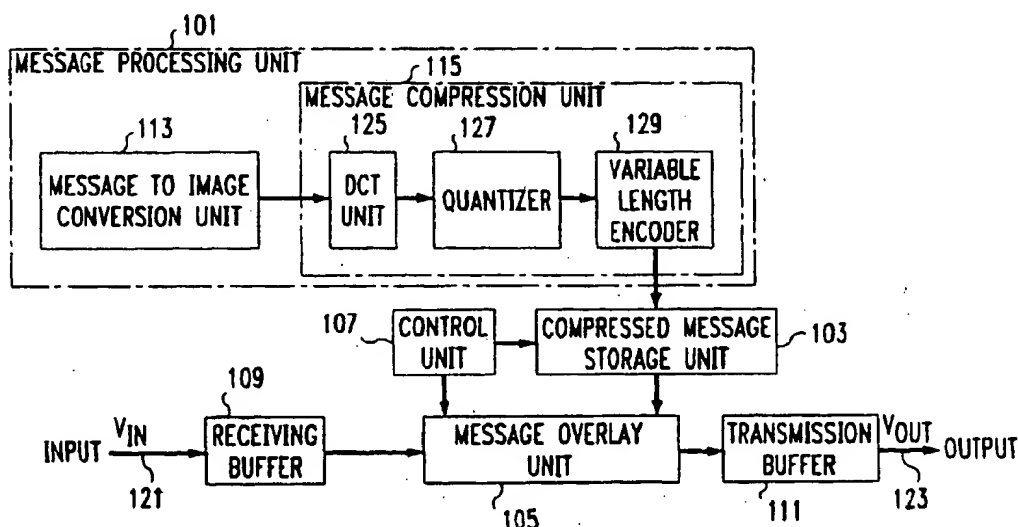 101
MESSAGE PROCESSING UNIT
115
MESSAGE COMPRESSION UNIT
113
125
127
129
MESSAGE TO IMAGE
CONVERSION UNIT
DCT
UNIT
QUANTIZER
VARIABLE
LENGTH
ENCODER
107
CONTROL
UNIT
COMPRESSED MESSAGE
STORAGE UNIT
103
109
INPUT
VIN
121
RECEIVING
BUFFER
MESSAGE OVERLAY
UNIT
105
TRANSMISSION
BUFFER
111
VOUT
123
OUTPUT